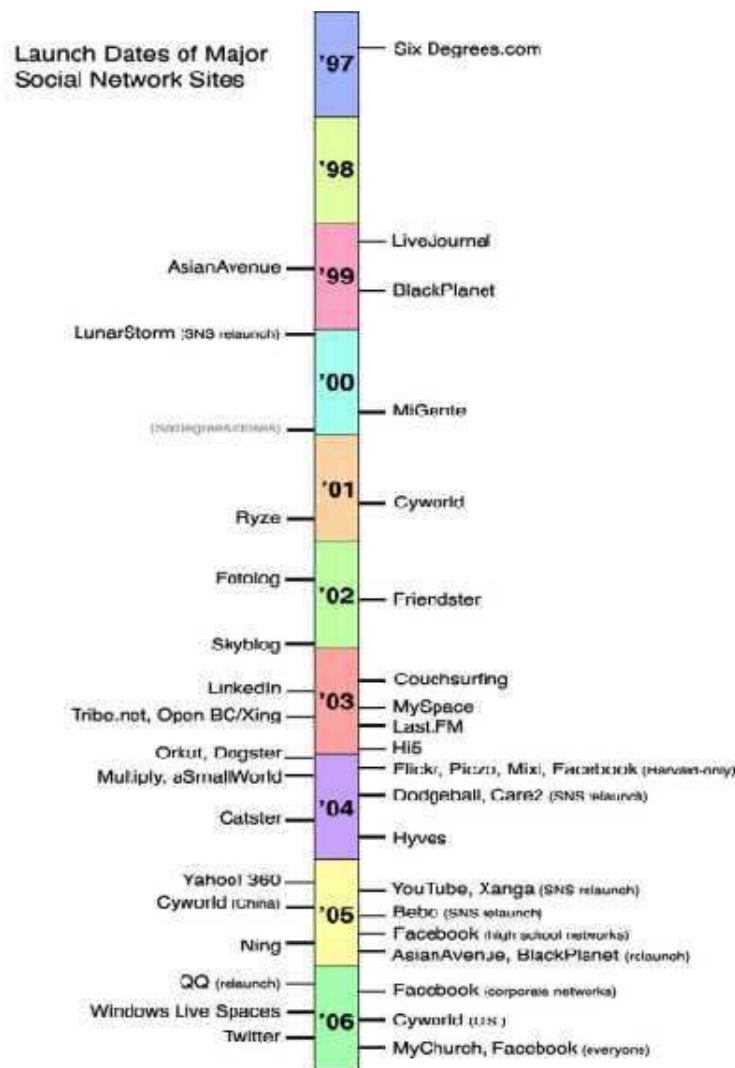 Launch Dates of Major
Social Network Sites
'97
Six Degrees.com
'98
LiveJournal
AsianAvenue
'99
BlackPlanet
LunarStorm (SNS relaunch)
'00
MiGente
(SixDegrees closes)
'01
Cyworld
Ryze
Fotolog
'02
Friendster
Skyblog
Couchsurfing
LinkedIn
'03
MySpace
Tribe.net, Open BC/Xing
Last.FM
Hi5
Orkut, Dogster
Flickr, Piczo, Mixi, Facebook (Harvard-only)
Multiply, aSmallWorld
Dodgeball, Care2 (SNS relaunch)
'04
Catster
Hyves
Yahoo! 360
YouTube, Xanga (SNS relaunch)
Cyworld (China)
'05
Bebo (SNS relaunch)
Facebook (high school networks)
Ning
AsianAvenue, BlackPlanet (relaunch)
QQ (relaunch)
Facebook (corporate networks)
Windows Live Spaces
'06
Cyworld (U.S.)
Twitter
MyChurch, Facebook (everyone)